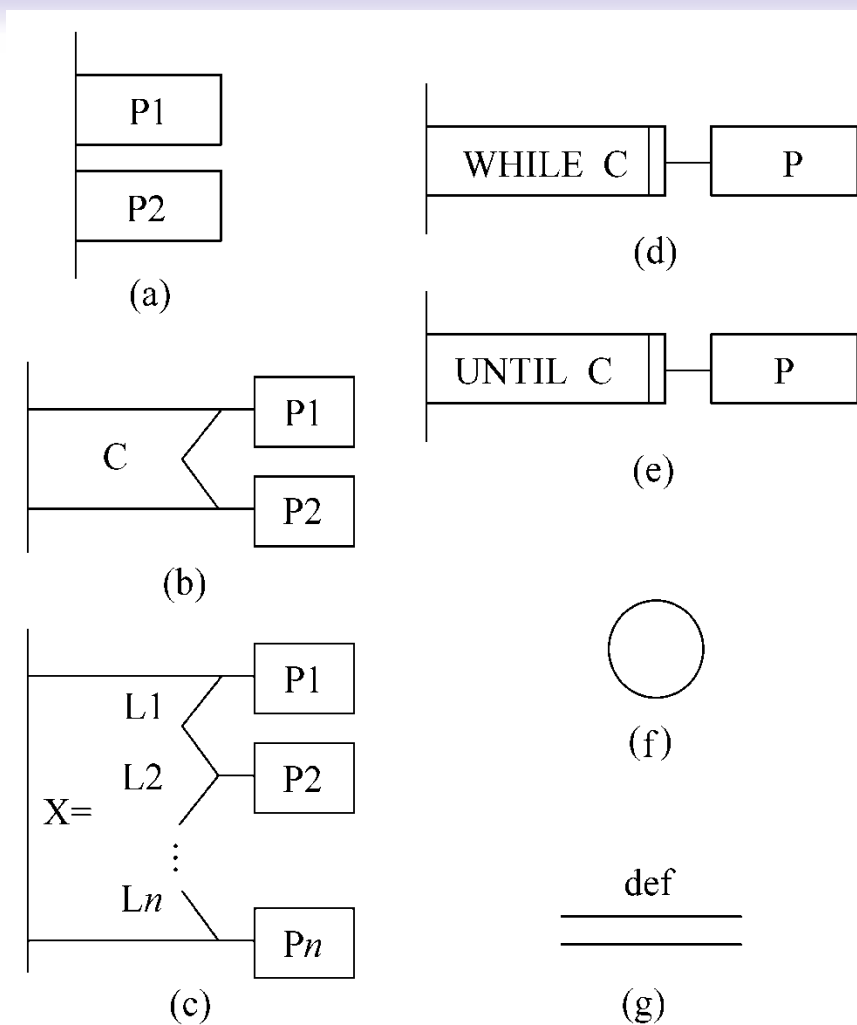 P1
P2
(a)
C
P1
P2
(b)
X=
L1
L2
⋮
Ln
P1
P2
Pn
(c)
WHILE C
P
(d)
UNTIL C
P
(e)
(f)
def
(g)